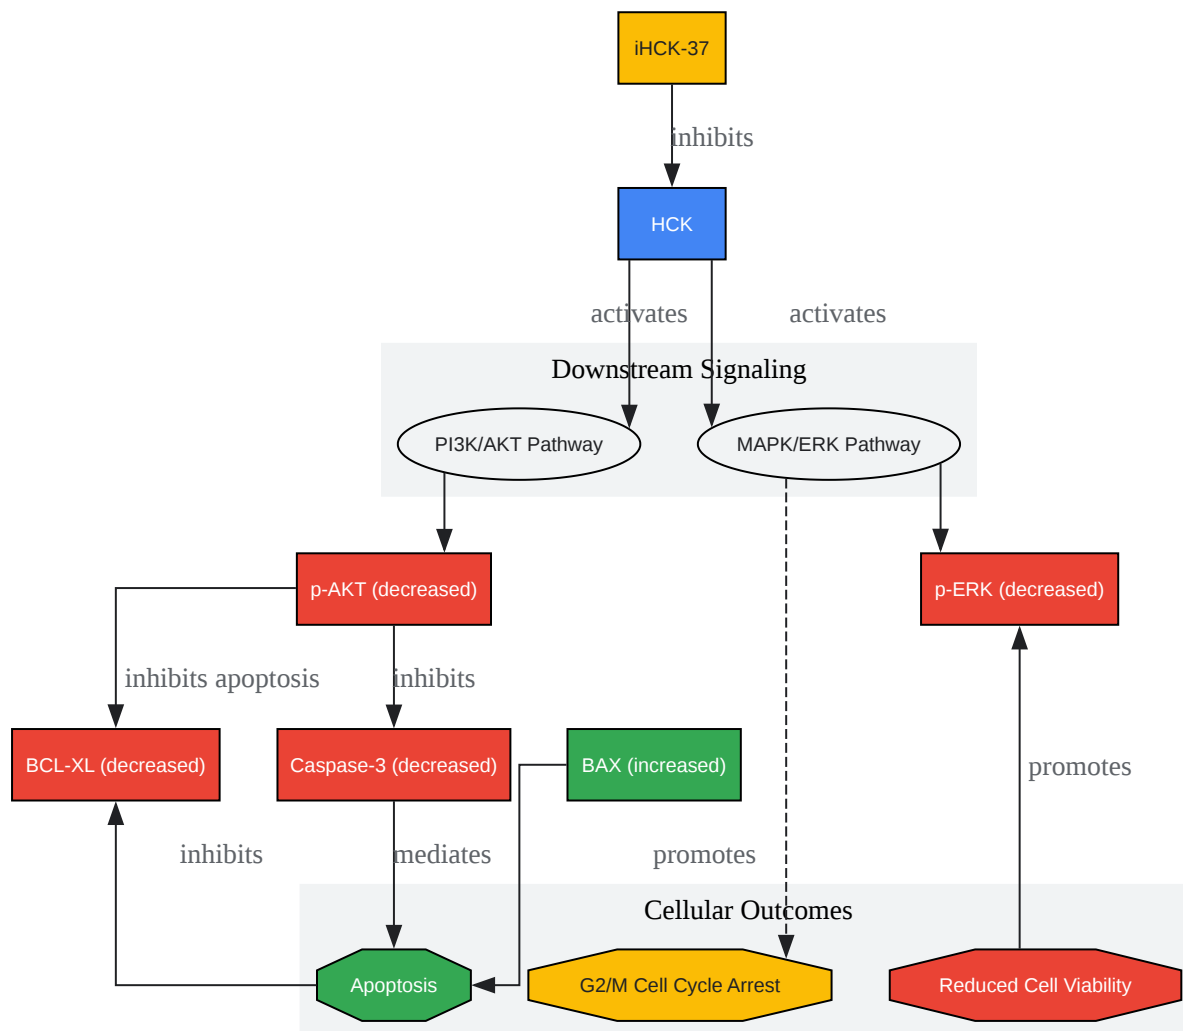 iHCK-37
inhibits
HCK
activates
activates
Downstream Signaling
PI3K/AKT Pathway
MAPK/ERK Pathway
p-AKT (decreased)
p-ERK (decreased)
inhibits apoptosis
inhibits
BCL-XL (decreased)
Caspase-3 (decreased)
BAX (increased)
promotes
inhibits
mediates
promotes
Cellular Outcomes
Apoptosis
G2/M Cell Cycle Arrest
Reduced Cell Viability